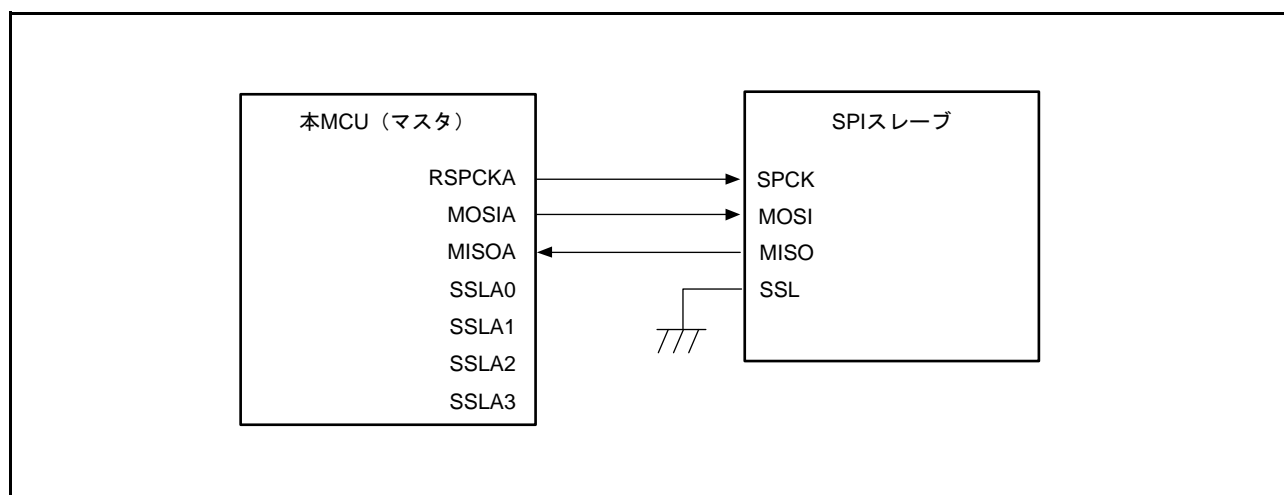 本MCU（マスタ）
RSPCKA
MOSIA
MISOA
SSLA0
SSLA1
SSLA2
SSLA3
SPIスレーブ
SPCK
MOSI
MISO
SSL